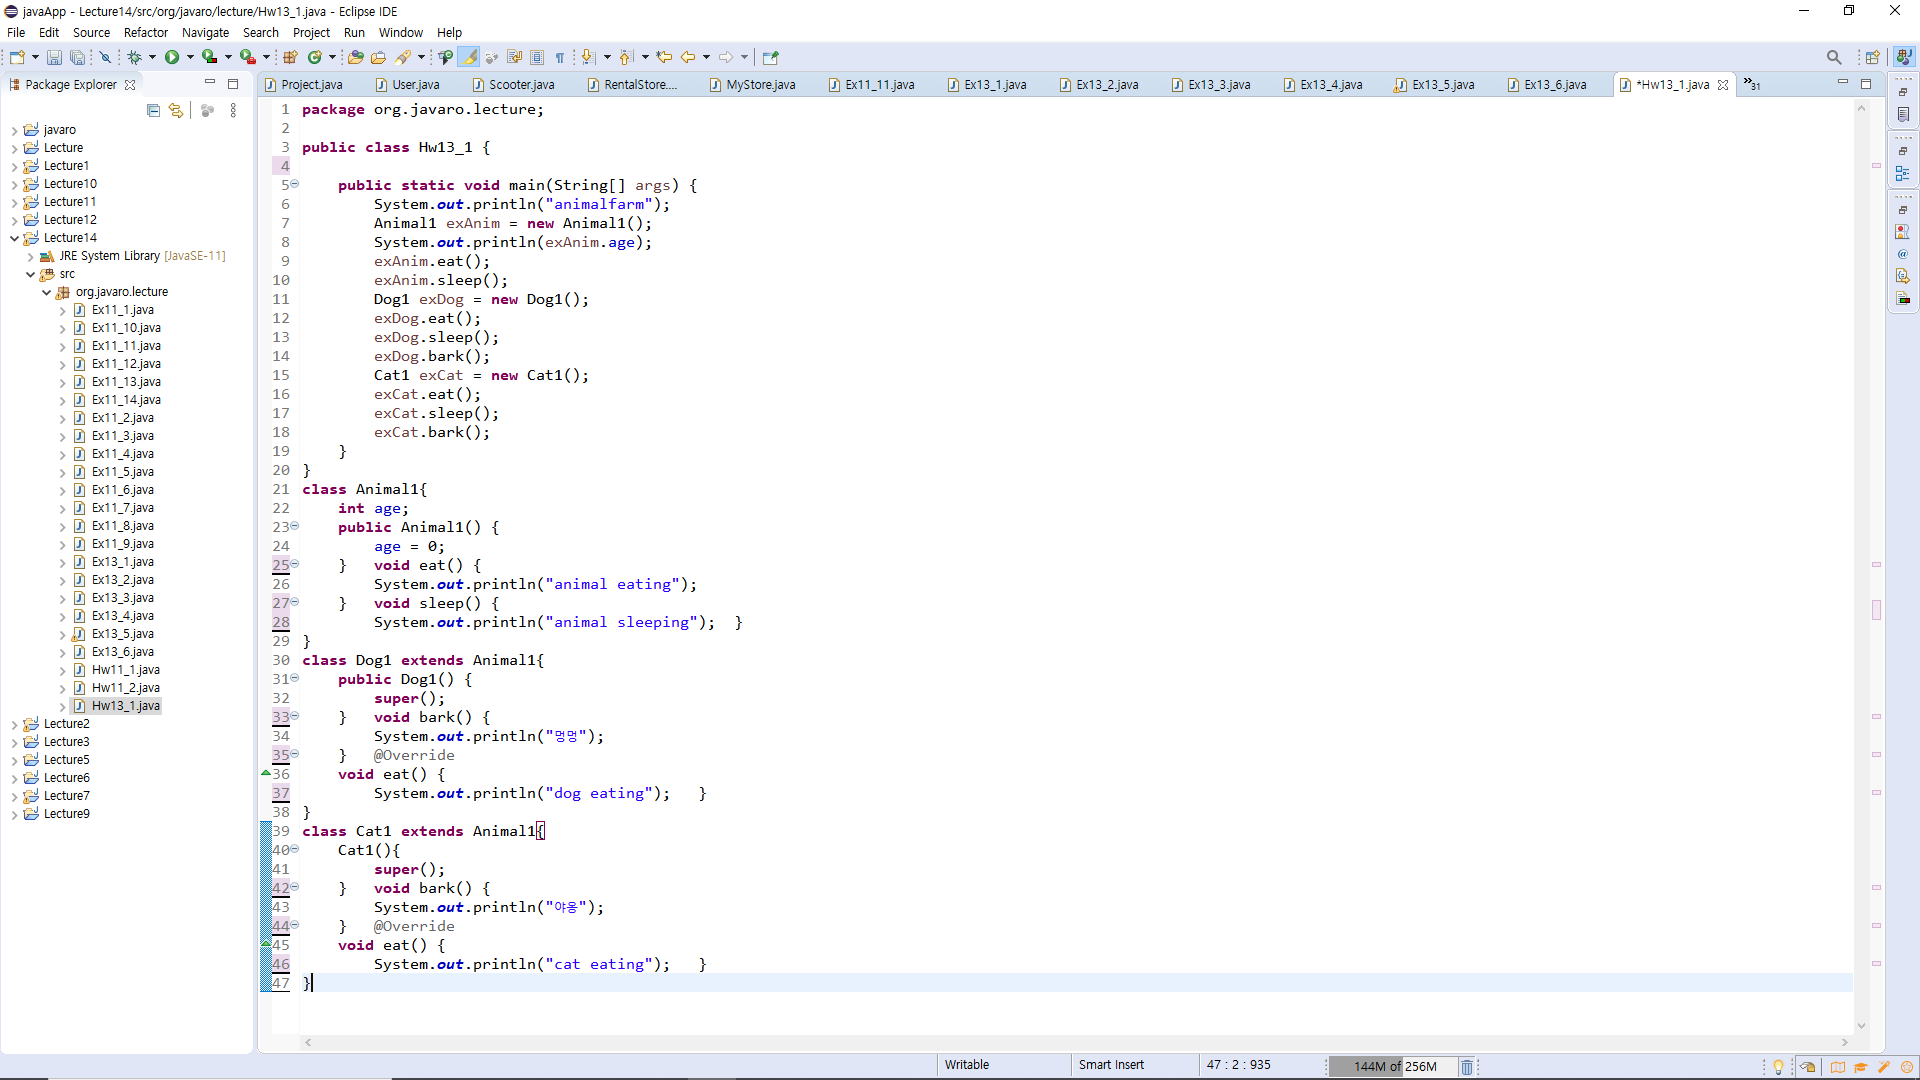 javaApp - Lecture14/src/org/javaro/lecture/Hw13_1.java - Eclipse IDE
File Edit Source Refactor Navigate Search Project Run Window Help
Package Explorer
Project.java User.java Scooter.java RentalStore.... MyStore.java Ex11_11.java Ex13_1.java Ex13_2.java Ex13_3.java Ex13_4.java Ex13_5.java Ex13_6.java *Hw13_1.java »31
javaro
Lecture
Lecture1
Lecture10
Lecture11
Lecture12
Lecture14
JRE System Library [JavaSE-11]
src
org.javaro.lecture
Ex11_1.java
Ex11_10.java
Ex11_11.java
Ex11_12.java
Ex11_13.java
Ex11_14.java
Ex11_2.java
Ex11_3.java
Ex11_4.java
Ex11_5.java
Ex11_6.java
Ex11_7.java
Ex11_8.java
Ex11_9.java
Ex13_1.java
Ex13_2.java
Ex13_3.java
Ex13_4.java
Ex13_5.java
Ex13_6.java
Hw11_1.java
Hw11_2.java
Hw13_1.java
Lecture2
Lecture3
Lecture5
Lecture6
Lecture7
Lecture9
1 package org.javaro.lecture;
2
3 public class Hw13_1 {
4
5 public static void main(String[] args) {
6 System.out.println("animalfarm");
7 Animal1 exAnim = new Animal1();
8 System.out.println(exAnim.age);
9 exAnim.eat();
10 exAnim.sleep();
11 Dog1 exDog = new Dog1();
12 exDog.eat();
13 exDog.sleep();
14 exDog.bark();
15 Cat1 exCat = new Cat1();
16 exCat.eat();
17 exCat.sleep();
18 exCat.bark();
19 }
20 }
21 class Animal1{
22 int age;
23 public Animal1() {
24 age = 0;
25 } void eat() {
26 System.out.println("animal eating");
27 } void sleep() {
28 System.out.println("animal sleeping"); }
29 }
30 class Dog1 extends Animal1{
31 public Dog1() {
32 super();
33 } void bark() {
34 System.out.println("멍멍");
35 } @Override
36 void eat() {
37 System.out.println("dog eating"); }
38 }
39 class Cat1 extends Animal1{
40 Cat1(){
41 super();
42 } void bark() {
43 System.out.println("야옹");
44 } @Override
45 void eat() {
46 System.out.println("cat eating"); }
47 }
Writable Smart Insert 47 : 2 : 935 144M of 256M